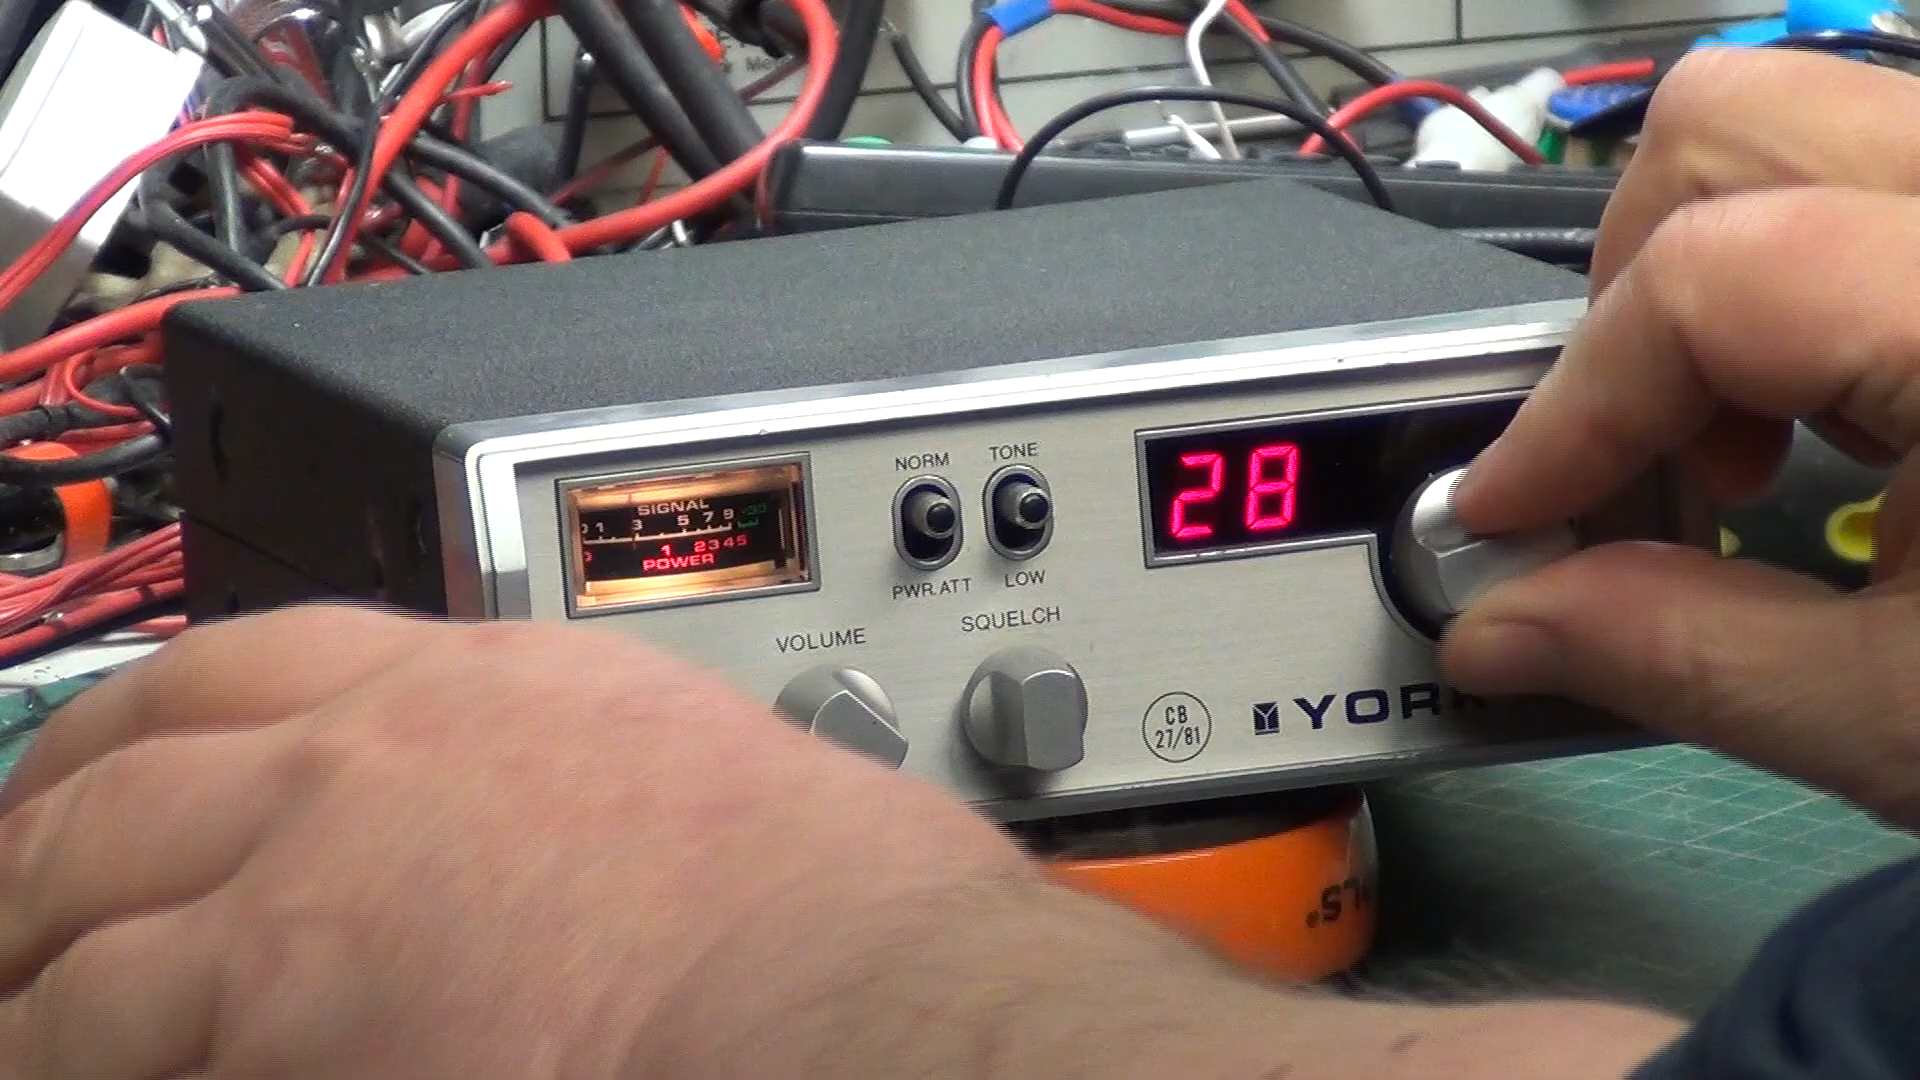 SIGNAL
1 3 5 7 9 +30
1 2 3 4 5
POWER
NORM
PWR.ATT
TONE
LOW
28
VOLUME
SQUELCH
CB
27/81
YOR